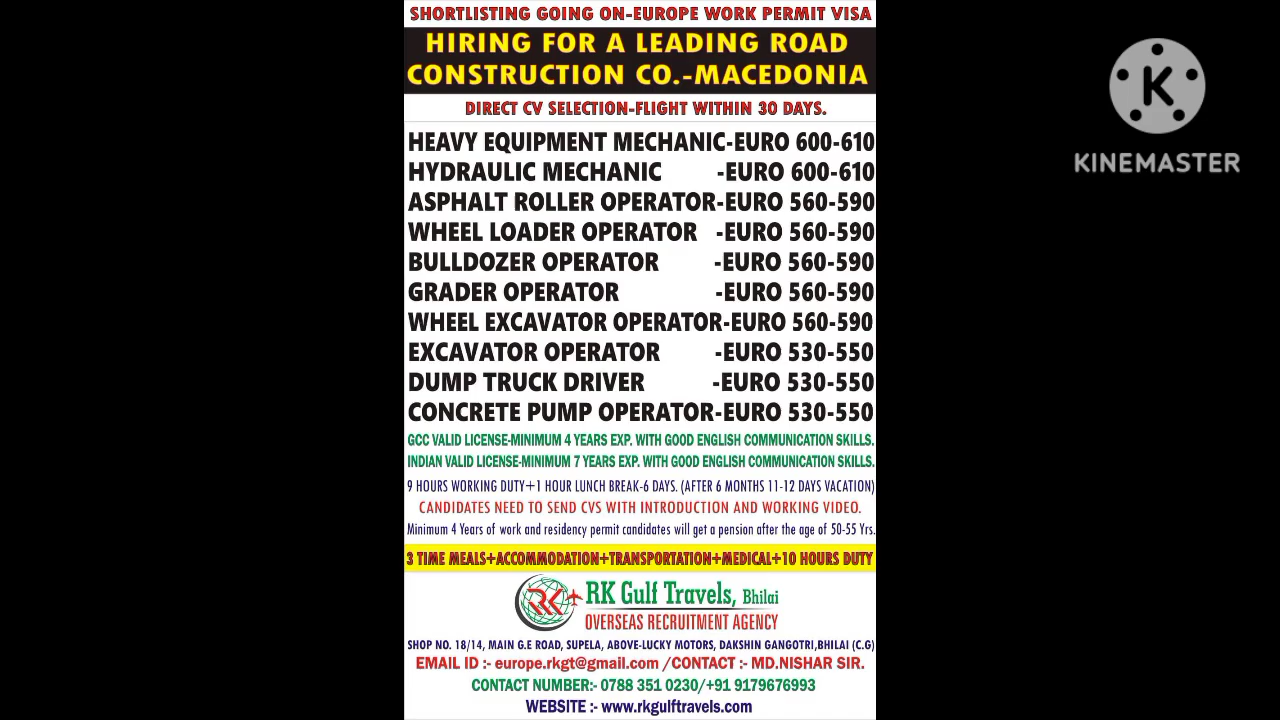 SHORTLISTING GOING ON-EUROPE WORK PERMIT VISA
HIRING FOR A LEADING ROAD
CONSTRUCTION CO.-MACEDONIA
DIRECT CV SELECTION-FLIGHT WITHIN 30 DAYS.
HEAVY EQUIPMENT MECHANIC-EURO 600-610
HYDRAULIC MECHANIC -EURO 600-610
ASPHALT ROLLER OPERATOR-EURO 560-590
WHEEL LOADER OPERATOR -EURO 560-590
BULLDOZER OPERATOR -EURO 560-590
GRADER OPERATOR -EURO 560-590
WHEEL EXCAVATOR OPERATOR-EURO 560-590
EXCAVATOR OPERATOR -EURO 530-550
DUMP TRUCK DRIVER -EURO 530-550
CONCRETE PUMP OPERATOR-EURO 530-550
GCC VALID LICENSE-MINIMUM 4 YEARS EXP. WITH GOOD ENGLISH COMMUNICATION SKILLS.
INDIAN VALID LICENSE-MINIMUM 7 YEARS EXP. WITH GOOD ENGLISH COMMUNICATION SKILLS.
9 HOURS WORKING DUTY+1 HOUR LUNCH BREAK-6 DAYS. (AFTER 6 MONTHS 11-12 DAYS VACATION)
CANDIDATES NEED TO SEND CVS WITH INTRODUCTION AND WORKING VIDEO.
Minimum 4 Years of work and residency permit candidates will get a pension after the age of 50-55 Yrs.
3 TIME MEALS+ACCOMMODATION+TRANSPORTATION+MEDICAL+10 HOURS DUTY
RK
RK Gulf Travels, Bhilai
OVERSEAS RECRUITMENT AGENCY
SHOP NO. 18/14, MAIN G.E ROAD, SUPELA, ABOVE-LUCKY MOTORS, DAKSHIN GANGOTRI,BHILAI (C.G)
EMAIL ID :- europe.rkgt@gmail.com /CONTACT :- MD.NISHAR SIR.
CONTACT NUMBER:- 0788 351 0230/+91 9179676993
WEBSITE :- www.rkgulftravels.com
K
KINEMASTER